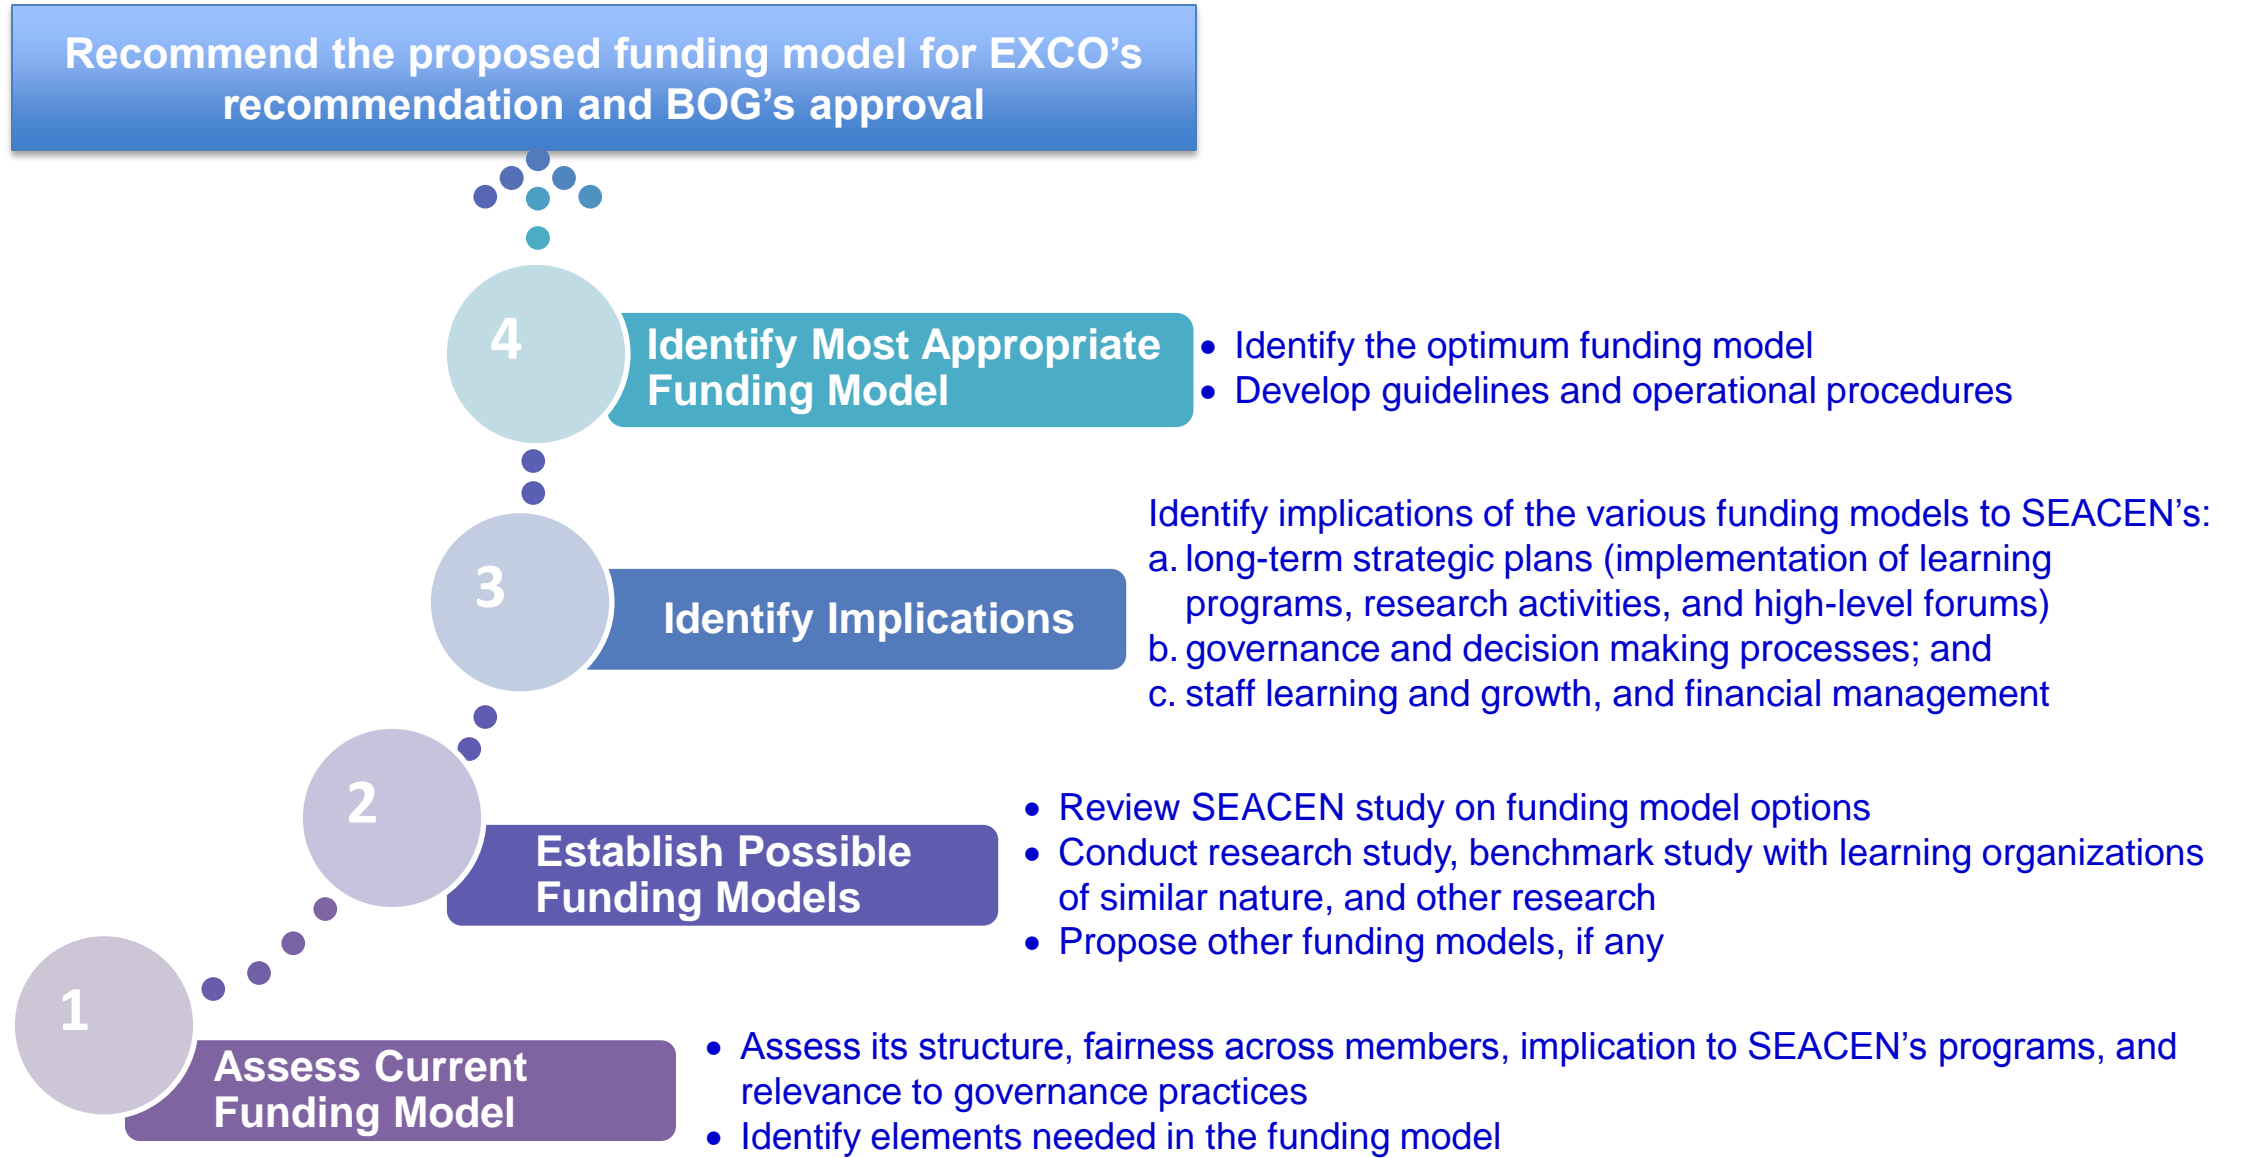 Recommend the proposed funding model for EXCO’s
recommendation and BOG’s approval
4
Identify Most Appropriate
Funding Model
• Identify the optimum funding model
• Develop guidelines and operational procedures
3
Identify Implications
Identify implications of the various funding models to SEACEN’s:
a. long-term strategic plans (implementation of learning
programs, research activities, and high-level forums)
b. governance and decision making processes; and
c. staff learning and growth, and financial management
2
Establish Possible
Funding Models
• Review SEACEN study on funding model options
• Conduct research study, benchmark study with learning organizations
of similar nature, and other research
• Propose other funding models, if any
1
Assess Current
Funding Model
• Assess its structure, fairness across members, implication to SEACEN’s programs, and
relevance to governance practices
• Identify elements needed in the funding model